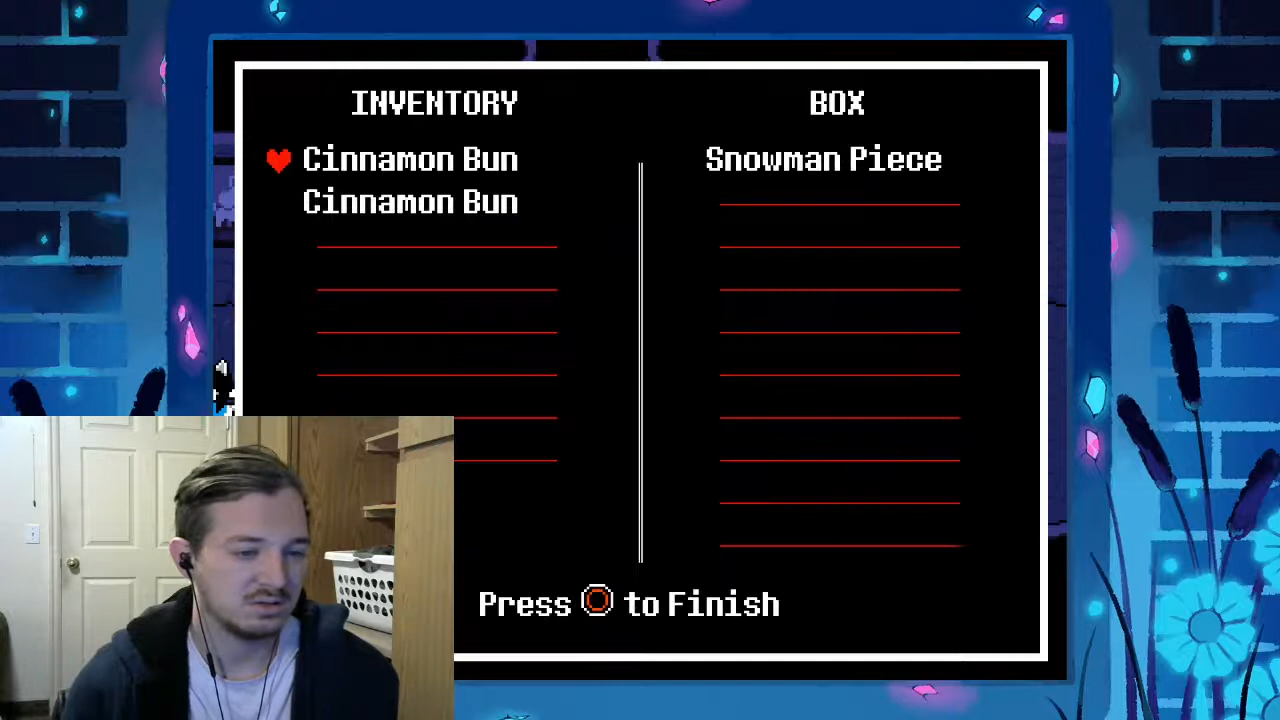 INVENTORY
BOX
Cinnamon Bun
Snowman Piece
Cinnamon Bun
Press to Finish